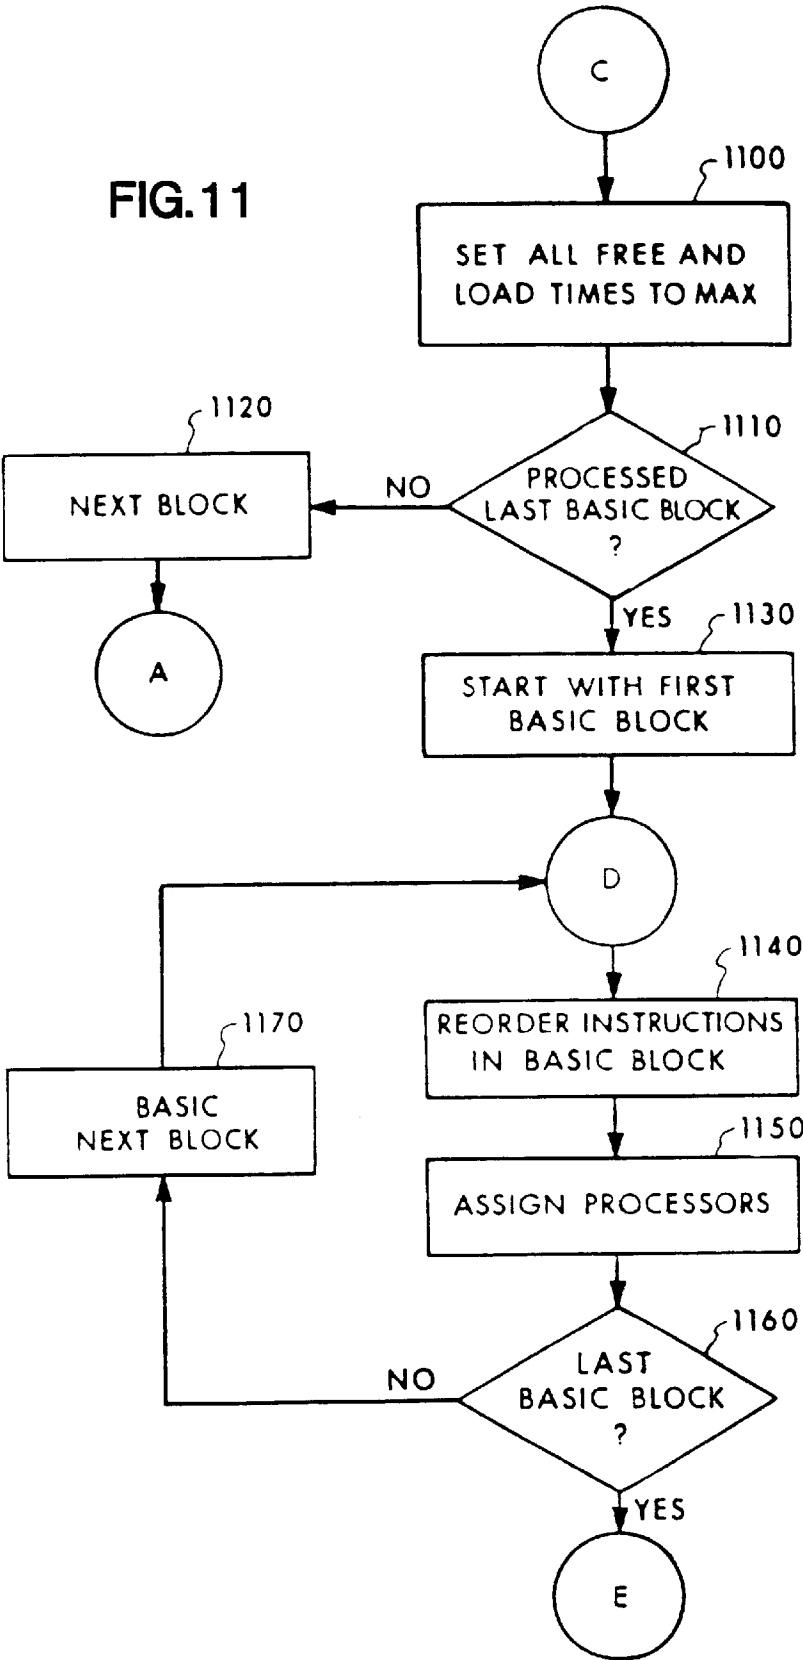 C
1100
FIG.11
SET ALL FREE AND
LOAD TIMES TO MAX
1120
1110
NEXT BLOCK
NO
PROCESSED
LAST BASIC BLOCK
?
YES
1130
A
START WITH FIRST
BASIC BLOCK
D
1140
REORDER INSTRUCTIONS
IN BASIC BLOCK
1170
BASIC
NEXT BLOCK
1150
ASSIGN PROCESSORS
1160
NO
LAST
BASIC BLOCK
?
YES
E